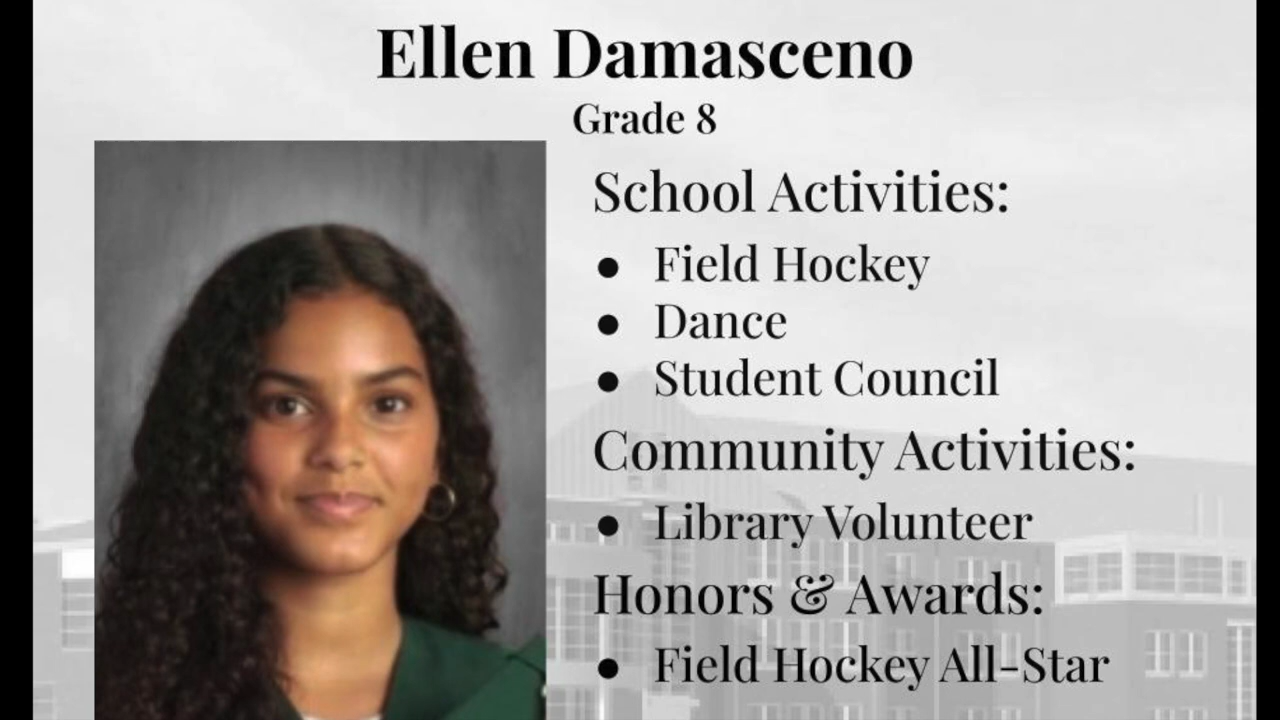 Ellen Damasceno
Grade 8
School Activities:
● Field Hockey
● Dance
● Student Council
Community Activities:
● Library Volunteer
Honors & Awards:
● Field Hockey All-Star